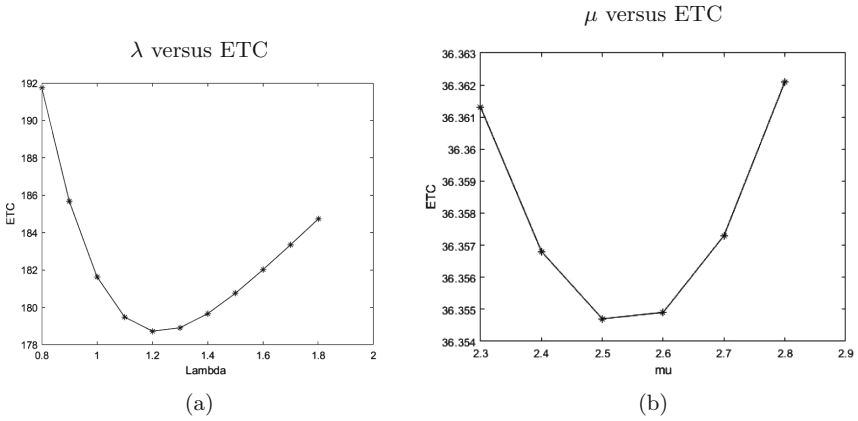 λ versus ETC
192
190
188
186
184
182
180
179
178
ETC
0.8 1 1.2 1.4 1.6 1.8 2
Lambda
(a)
μ versus ETC
36.363
36.362
36.361
36.36
36.359
36.358
36.357
36.356
36.355
36.354
ETC
2.3 2.4 2.5 2.6 2.7 2.8 2.9
mu
(b)